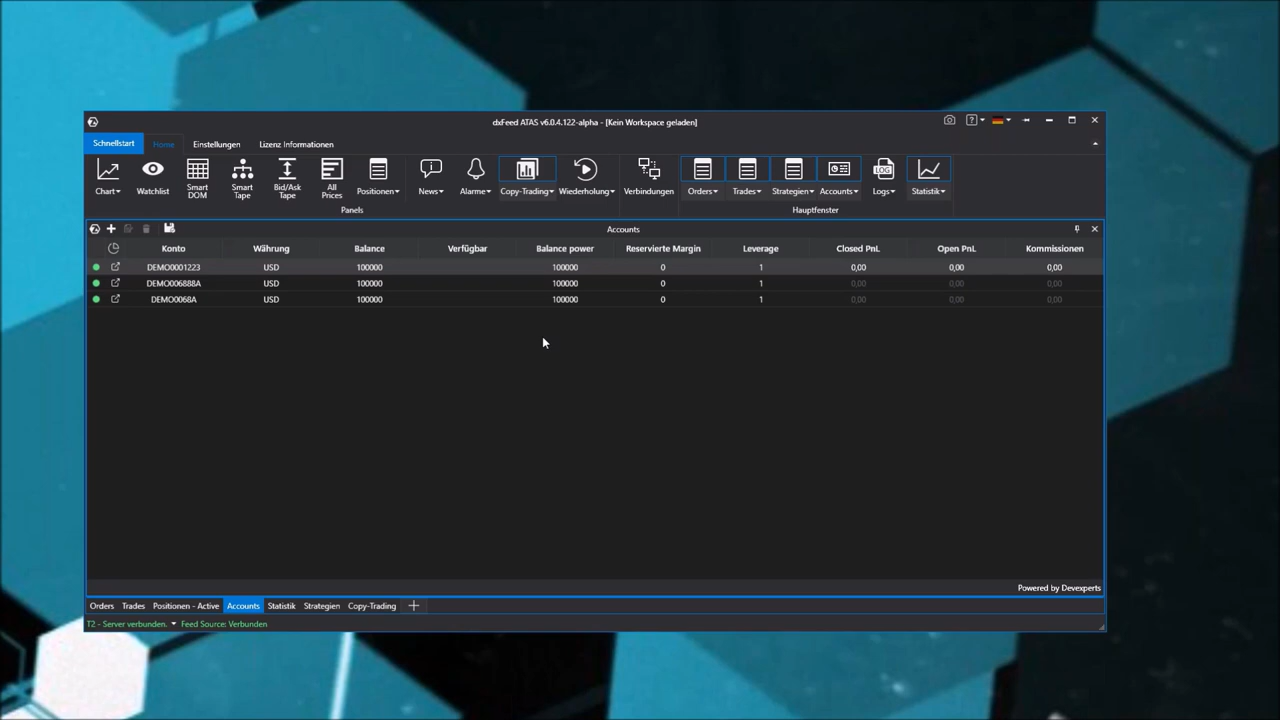 dxFeed ATAS v6.0.4.122-alpha - [Kein Workspace geladen]
Schnellstart Home Einstellungen Lizenz Informationen
Chart Watchlist Smart DOM Smart Tape Bid/Ask Tape All Prices Positionen News Alarme Copy-Trading Wiederholung Verbindungen Orders Trades Strategien Accounts LOG Logs Statistik
Panels Hauptfenster
Accounts
Konto Währung Balance Verfügbar Balance power Reservierte Margin Leverage Closed PnL Open PnL Kommissionen
DEMO0001223 USD 100000 100000 0 1 0,00 0,00 0,00
DEMO006888A USD 100000 100000 0 1 0,00 0,00 0,00
DEMO0068A USD 100000 100000 0 1 0,00 0,00 0,00
Powered by Devexperts
Orders Trades Positionen - Active Accounts Statistik Strategien Copy-Trading
T2 - Server verbunden. Feed Source: Verbunden